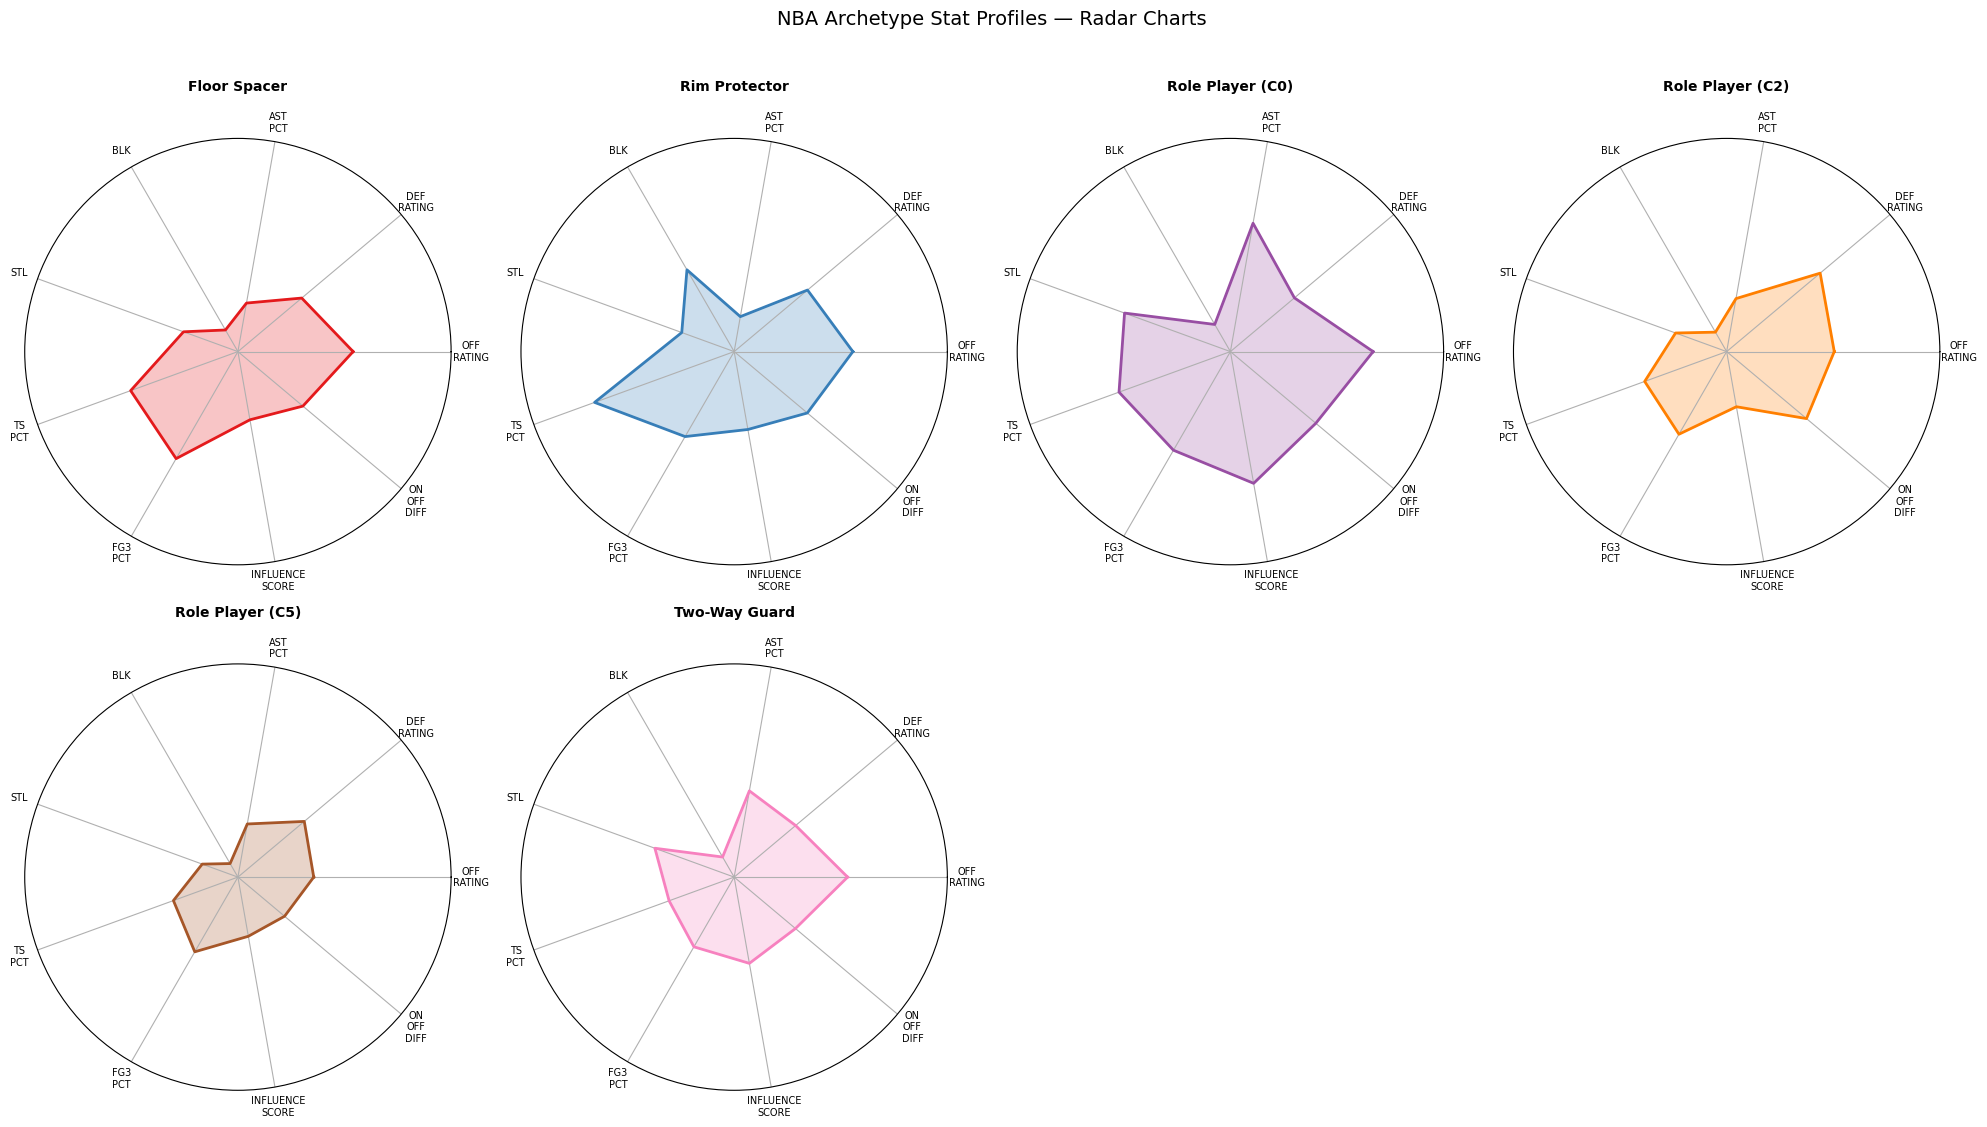 NBA Archetype Stat Profiles — Radar Charts
Floor Spacer
AST
PCT
BLK
DEF
RATING
STL
OFF
RATING
TS
PCT
ON
OFF
DIFF
FG3
PCT
INFLUENCE
SCORE
Rim Protector
AST
PCT
BLK
DEF
RATING
STL
OFF
RATING
TS
PCT
ON
OFF
DIFF
FG3
PCT
INFLUENCE
SCORE
Role Player (C0)
AST
PCT
BLK
DEF
RATING
STL
OFF
RATING
TS
PCT
ON
OFF
DIFF
FG3
PCT
INFLUENCE
SCORE
Role Player (C2)
AST
PCT
BLK
DEF
RATING
STL
OFF
RATING
TS
PCT
ON
OFF
DIFF
FG3
PCT
INFLUENCE
SCORE
Role Player (C5)
AST
PCT
BLK
DEF
RATING
STL
OFF
RATING
TS
PCT
ON
OFF
DIFF
FG3
PCT
INFLUENCE
SCORE
Two-Way Guard
AST
PCT
BLK
DEF
RATING
STL
OFF
RATING
TS
PCT
ON
OFF
DIFF
FG3
PCT
INFLUENCE
SCORE